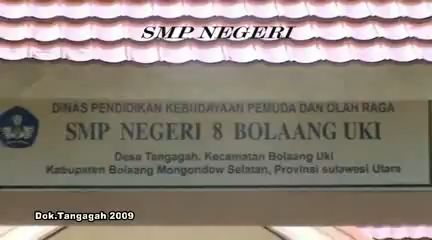 SMP NEGERI
DINAS PENDIDIKAN KEBUDAYAAN PEMUDA DAN OLAH RAGA
SMP NEGERI 8 BOLAANG UKI
Desa Tangagah, Kecamatan Bolaang Uki
Kabupaten Bolaang Mongondow Selatan, Provinsi sutawesi Utara
Dok.Tangagah 2009